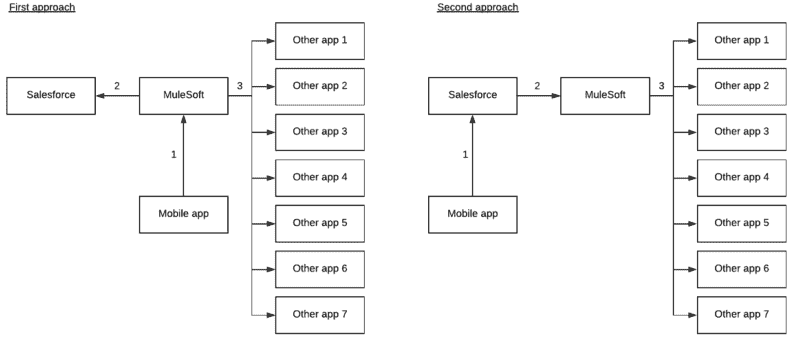 First approach
Second approach
Other app 1
Other app 2
Salesforce
2
MuleSoft
3
Other app 3
1
Other app 4
Mobile app
Other app 5
Other app 6
Other app 7
Other app 1
Other app 2
Salesforce
2
MuleSoft
3
Other app 3
1
Other app 4
Mobile app
Other app 5
Other app 6
Other app 7